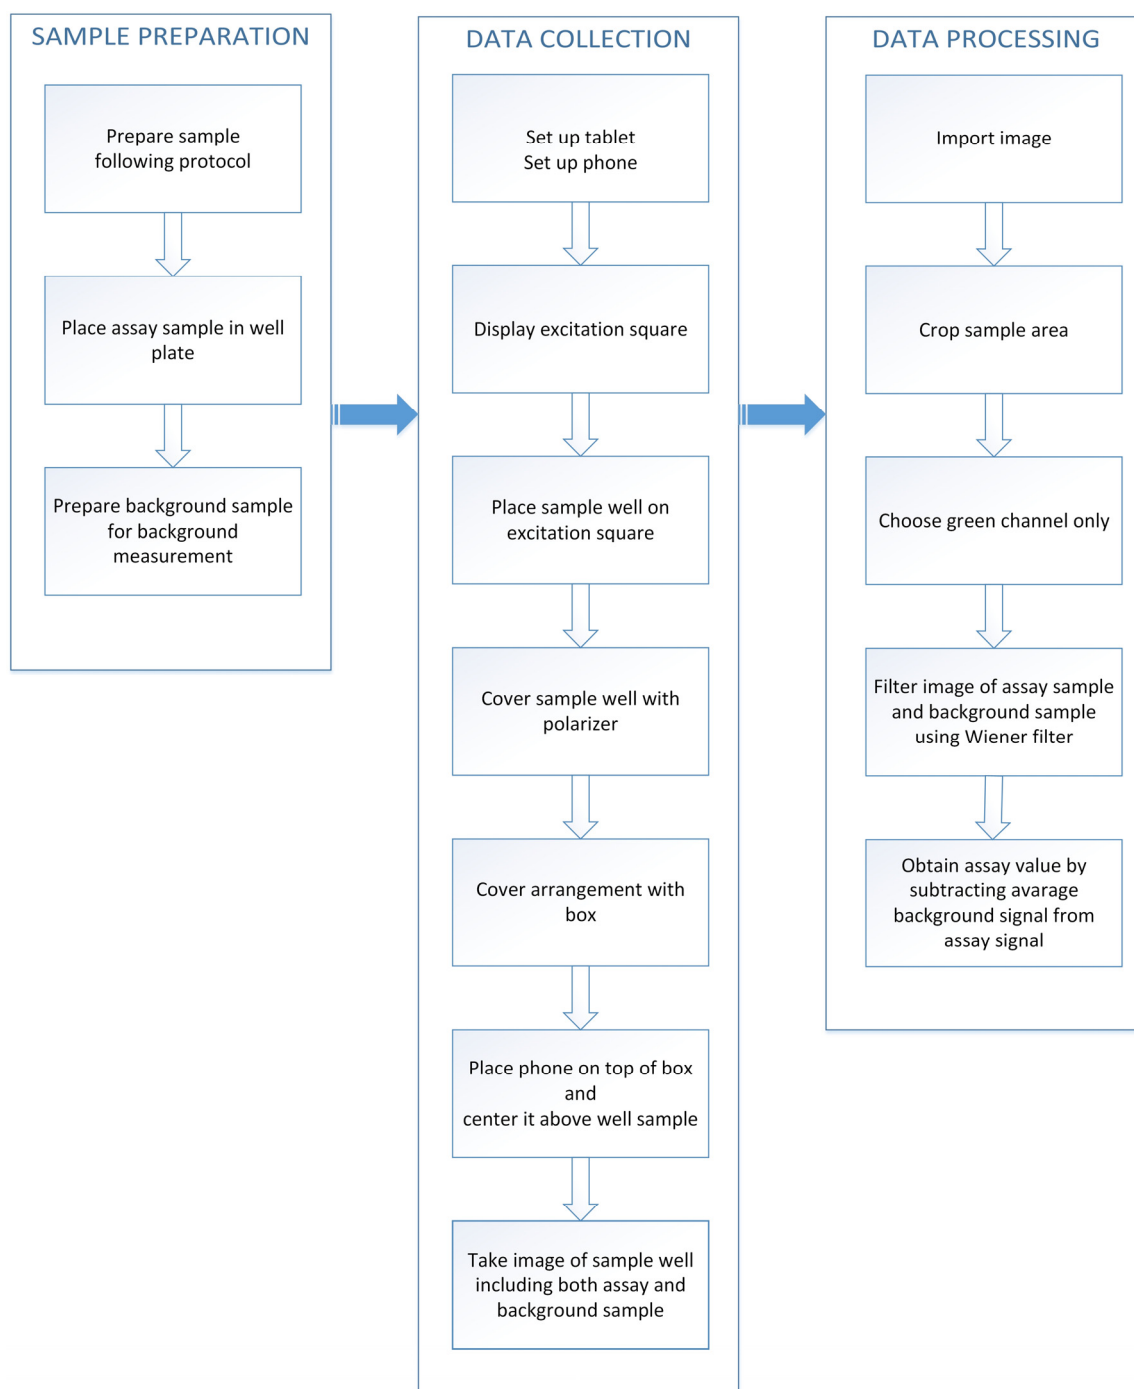 SAMPLE PREPARATION
Prepare sample
following protocol
Place assay sample in well
plate
Prepare background sample
for background
measurement
DATA COLLECTION
Set up tablet
Set up phone
Display excitation square
Place sample well on
excitation square
Cover sample well with
polarizer
Cover arrangement with
box
Place phone on top of box
and
center it above well sample
Take image of sample well
including both assay and
background sample
DATA PROCESSING
Import image
Crop sample area
Choose green channel only
Filter image of assay sample
and background sample
using Wiener filter
Obtain assay value by
subtracting avarage
background signal from
assay signal